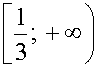 [1/3; +∞)